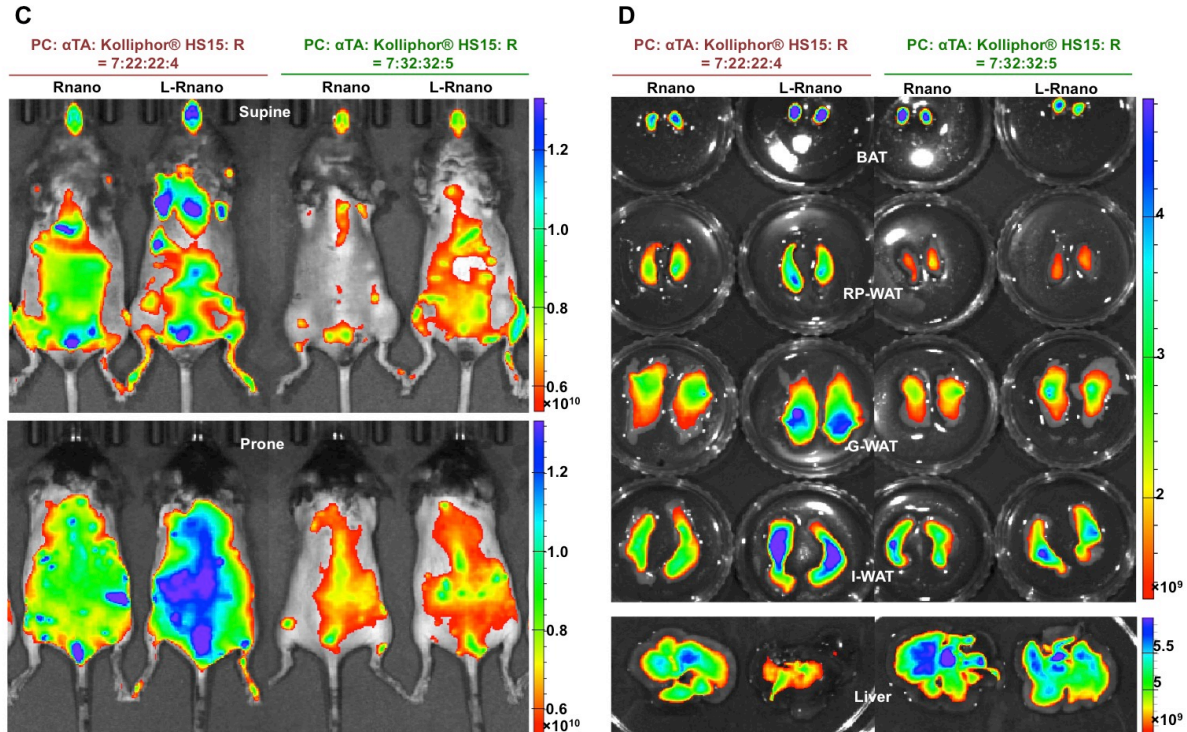 C
PC: αTA: Kolliphor® HS15: R
= 7:22:22:4
PC: αTA: Kolliphor® HS15: R
= 7:32:32:5
Rnano
L-Rnano
Rnano
L-Rnano
Supine
1.2
1.0
0.8
0.6
×10¹⁰
Prone
1.2
1.0
0.8
0.6
×10¹⁰
D
PC: αTA: Kolliphor® HS15: R
= 7:22:22:4
PC: αTA: Kolliphor® HS15: R
= 7:32:32:5
Rnano
L-Rnano
Rnano
L-Rnano
BAT
RP-WAT
G-WAT
I-WAT
4
3
2
×10⁹
Liver
5.5
5
×10⁹